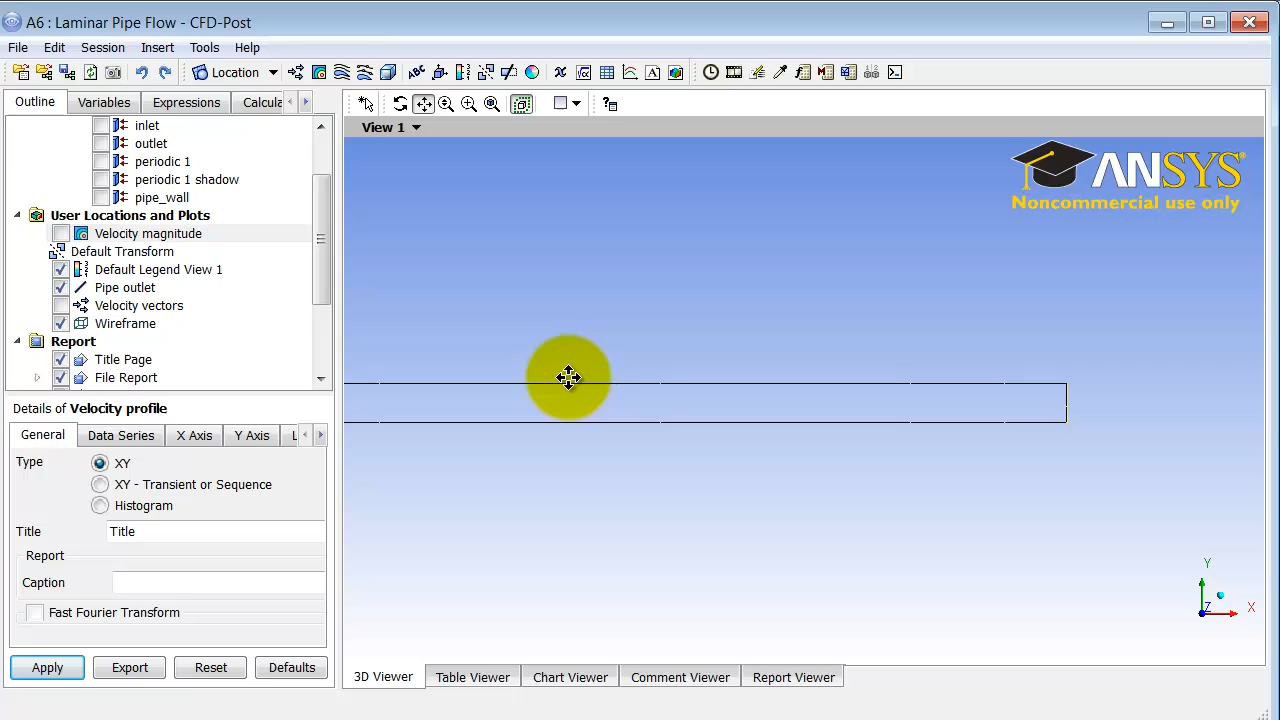 A6 : Laminar Pipe Flow - CFD-Post
File Edit Session Insert Tools Help
Location
Outline Variables Expressions Calcula
View 1
inlet
outlet
periodic 1
periodic 1 shadow
pipe_wall
User Locations and Plots
Velocity magnitude
Default Transform
Default Legend View 1
Pipe outlet
Velocity vectors
Wireframe
Report
Title Page
File Report
Details of Velocity profile
General Data Series X Axis Y Axis L
Type XY
XY - Transient or Sequence
Histogram
Title Title
Report
Caption
Fast Fourier Transform
Apply Export Reset Defaults
ANSYS
Noncommercial use only
Y
Z X
3D Viewer Table Viewer Chart Viewer Comment Viewer Report Viewer